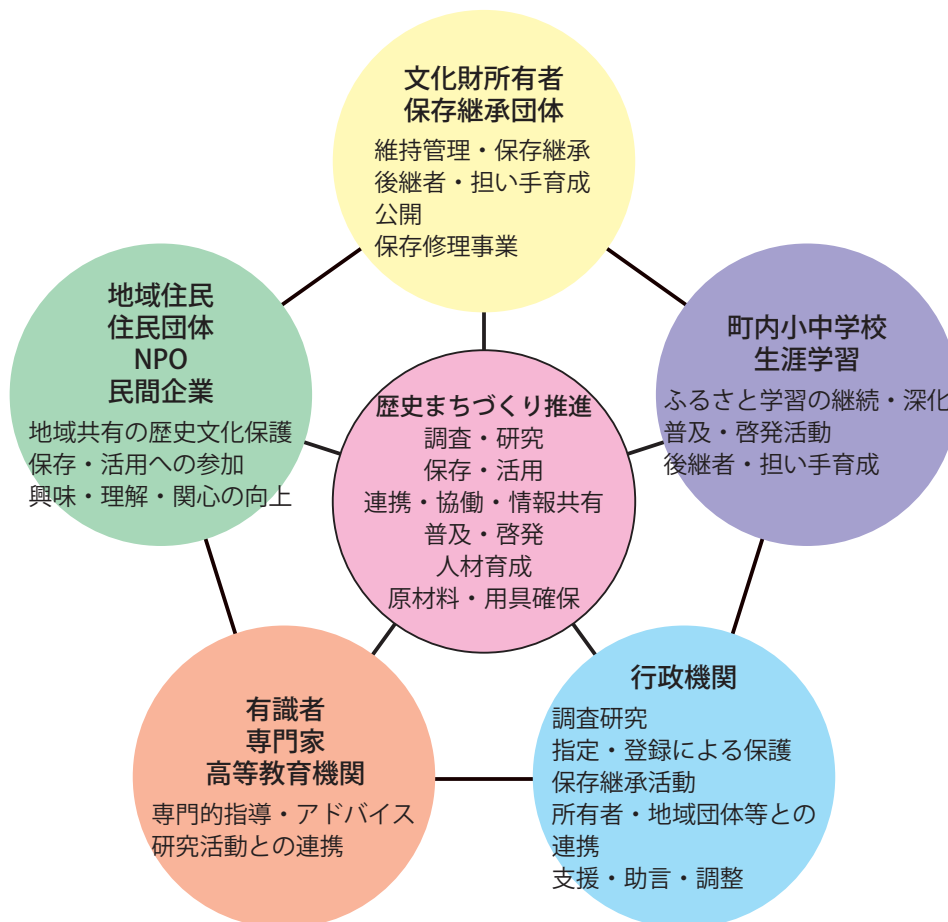 文化財所有者
保存継承団体
維持管理・保存継承
後継者・担い手育成
公開
保存修理事業
地域住民
住民団体
NPO
民間企業
地域共有の歴史文化保護
保存・活用への参加
興味・理解・関心の向上
町内小中学校
生涯学習
ふるさと学習の継続・深化
普及・啓発活動
後継者・担い手育成
歴史まちづくり推進
調査・研究
保存・活用
連携・協働・情報共有
普及・啓発
人材育成
原材料・用具確保
有識者
専門家
高等教育機関
専門的指導・アドバイス
研究活動との連携
行政機関
調査研究
指定・登録による保護
保存継承活動
所有者・地域団体等との
連携
支援・助言・調整